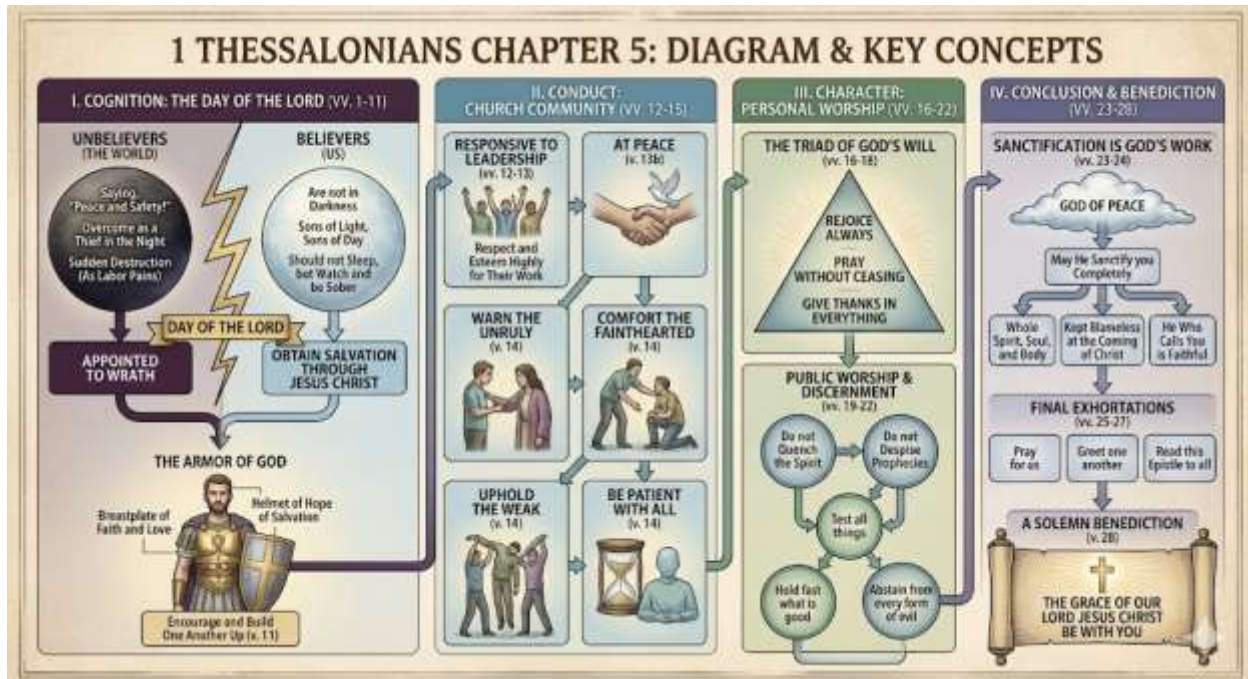 1 THESSALONIANS CHAPTER 5: DIAGRAM & KEY CONCEPTS
I. COGNITION: THE DAY OF THE LORD (VV. 1-11)
UNBELIEVERS
(THE WORLD)
Saying
"Peace and Safety!"
Overcome as a
Thief in the Night
Sudden Destruction
(As Labor Pains)
BELIEVERS
(US)
Are not in
Darkness
Sons of Light,
Sons of Day
Should not Sleep,
but Watch and
be Sober
DAY OF THE LORD
APPOINTED
TO WRATH
OBTAIN SALVATION
THROUGH
JESUS CHRIST
THE ARMOR OF GOD
Breastplate of
Faith and Love
Helmet of Hope
of Salvation
Encourage and Build
One Another Up (v. 11)
II. CONDUCT:
CHURCH COMMUNITY (VV. 12-15)
RESPONSIVE TO
LEADERSHIP
(vv. 12-13)
Respect and
Esteem Highly
for Their Work
AT PEACE
(v. 13b)
WARN THE
UNRULY
(v. 14)
COMFORT THE
FAINTHEARTED
(v. 14)
UPHOLD
THE WEAK
(v. 14)
BE PATIENT
WITH ALL
(v. 14)
III. CHARACTER:
PERSONAL WORSHIP (VV. 16-22)
THE TRIAD OF GOD'S WILL
(vv. 16-18)
REJOICE
ALWAYS
PRAY
WITHOUT CEASING
GIVE THANKS IN
EVERYTHING
PUBLIC WORSHIP &
DISCERNMENT
(vv. 19-22)
Do not
Quench
the Spirit
Do not
Despise
Prophecies
Test all
things
Hold fast
what is
good
Abstain from
every form
of evil
IV. CONCLUSION & BENEDICTION
(VV. 23-28)
SANCTIFICATION IS GOD'S WORK
(vv. 23-24)
GOD OF PEACE
May He Sanctify you
Completely
Whole
Spirit, Soul,
and Body
Kept Blameless
at the Coming
of Christ
He Who
Calls You
is Faithful
FINAL EXHORTATIONS
(vv. 25-27)
Pray
for us
Greet one
another
Read this
Epistle to all
A SOLEMN BENEDICTION
(v. 28)
THE GRACE OF OUR
LORD JESUS CHRIST
BE WITH YOU